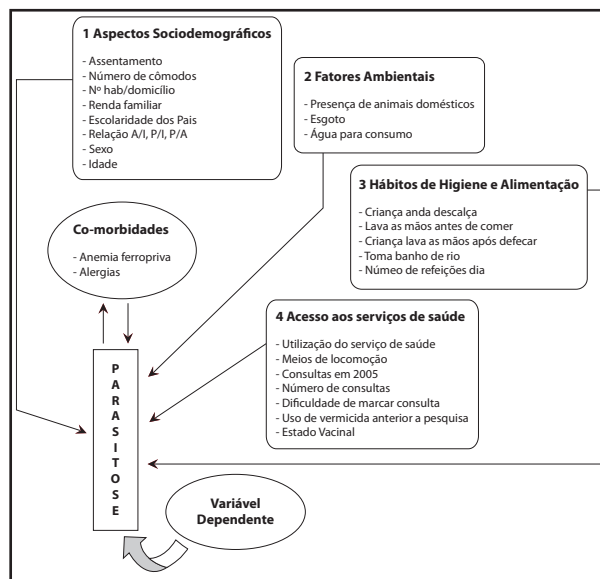 1 Aspectos Sociodemográficos
- Assentamento
- Número de cômodos
- Nº hab/domicílio
- Renda familiar
- Escolaridade dos Pais
- Relação A/I, P/I, P/A
- Sexo
- Idade
2 Fatores Ambientais
- Presença de animais domésticos
- Esgoto
- Água para consumo
3 Hábitos de Higiene e Alimentação
- Criança anda descalça
- Lava as mãos antes de comer
- Criança lava as mãos após defecar
- Toma banho de rio
- Númeo de refeições dia
Co-morbidades
- Anemia ferropriva
- Alergias
4 Acesso aos serviços de saúde
- Utilização do serviço de saúde
- Meios de locomoção
- Consultas em 2005
- Número de consultas
- Dificuldade de marcar consulta
- Uso de vermicida anterior a pesquisa
- Estado Vacinal
PARASITOSE
Variável
Dependente